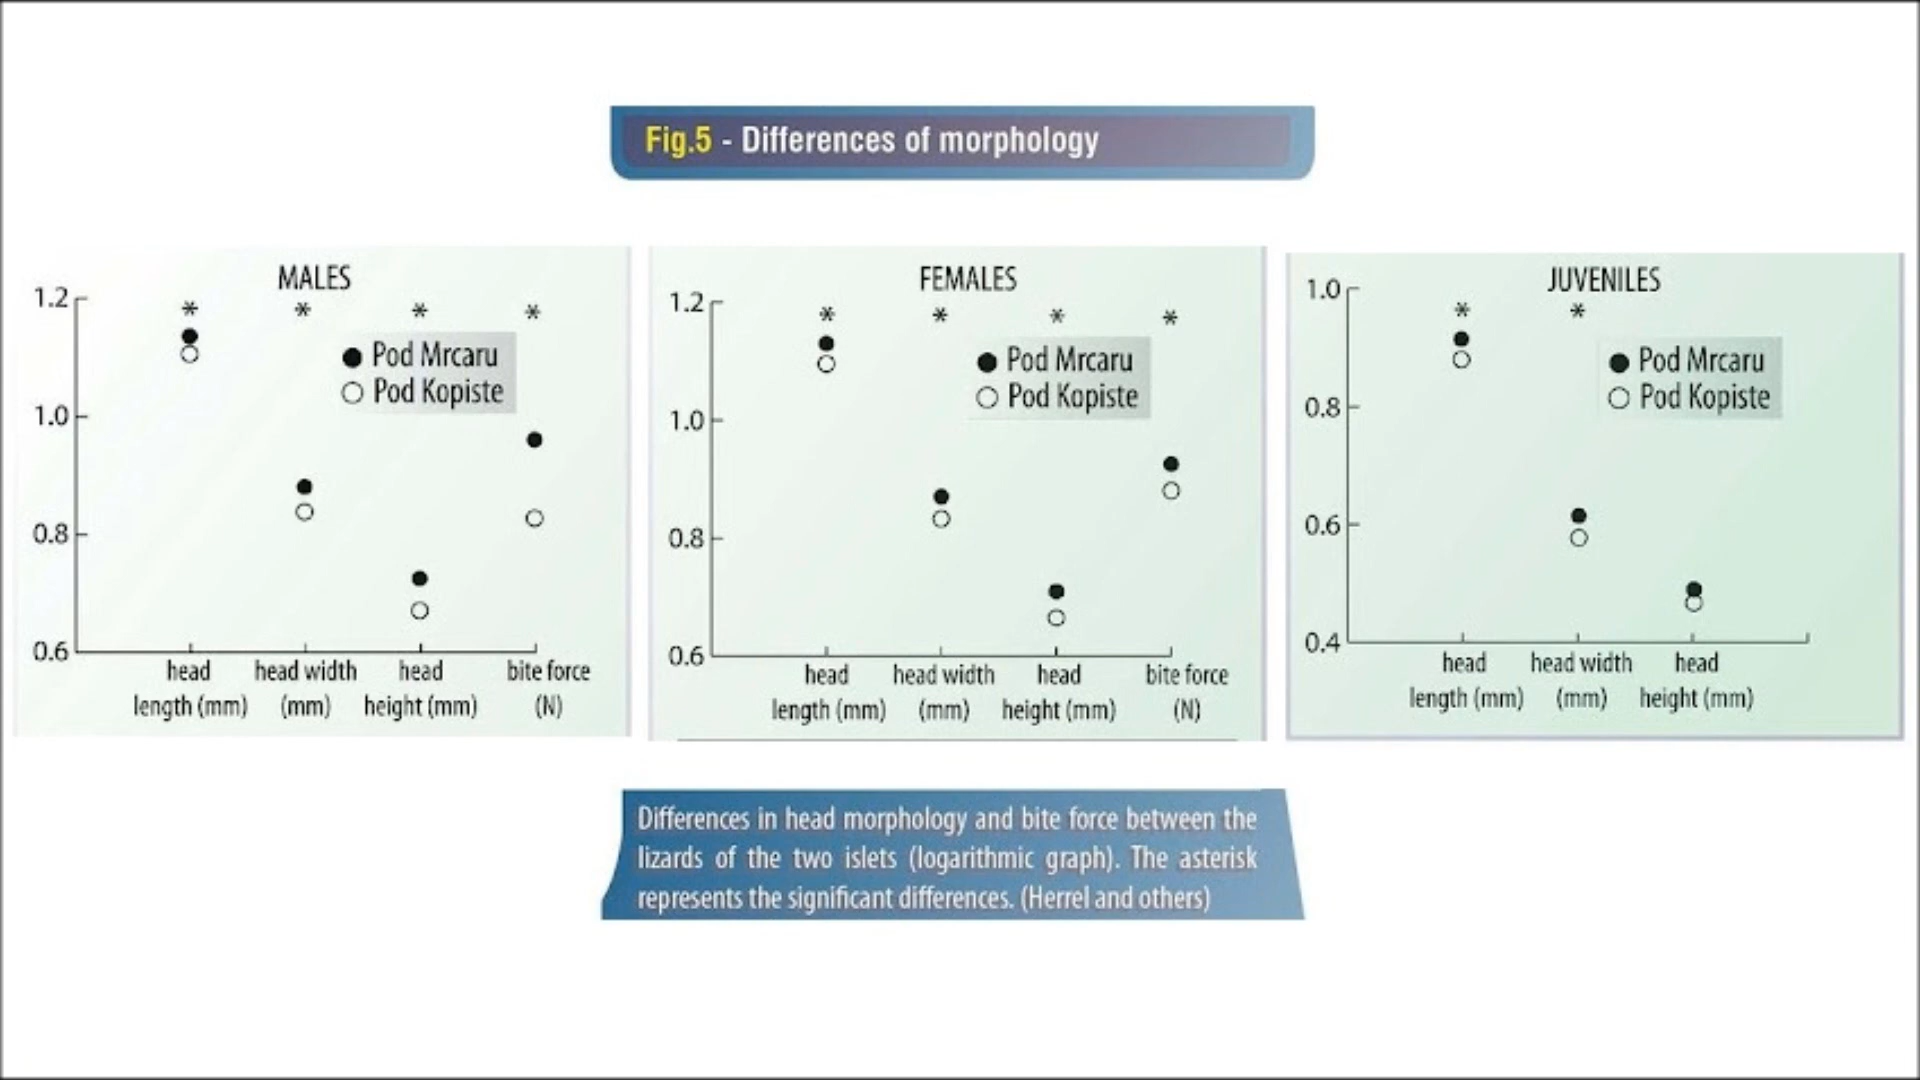 Fig.5 - Differences of morphology
MALES
1.2
* * * *
Pod Mrcaru
Pod Kopiste
1.0
0.8
0.6
head length (mm)
head width (mm)
head height (mm)
bite force (N)
FEMALES
1.2
* * * *
Pod Mrcaru
Pod Kopiste
1.0
0.8
0.6
head length (mm)
head width (mm)
head height (mm)
bite force (N)
JUVENILES
1.0
* *
Pod Mrcaru
Pod Kopiste
0.8
0.6
0.4
head length (mm)
head width (mm)
head height (mm)
Differences in head morphology and bite force between the
lizards of the two islets (logarithmic graph). The asterisk
represents the significant differences. (Herrel and others)